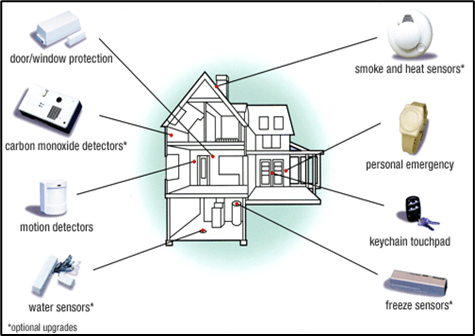 door/window protection
smoke and heat sensors*
carbon monoxide detectors*
personal emergency
motion detectors
keychain touchpad
water sensors*
freeze sensors*
*optional upgrades